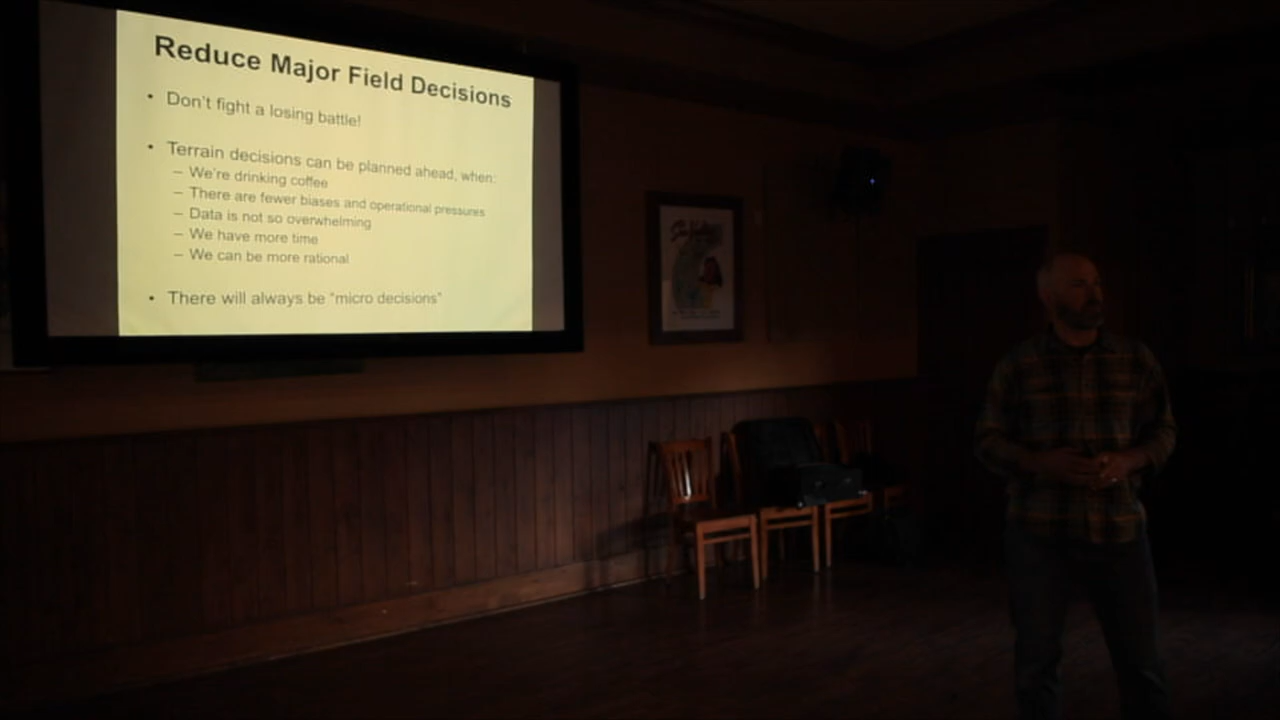 Reduce Major Field Decisions
• Don't fight a losing battle!
• Terrain decisions can be planned ahead, when:
– We're drinking coffee
– There are fewer biases and operational pressures
– Data is not so overwhelming
– We have more time
– We can be more rational
• There will always be "micro decisions"